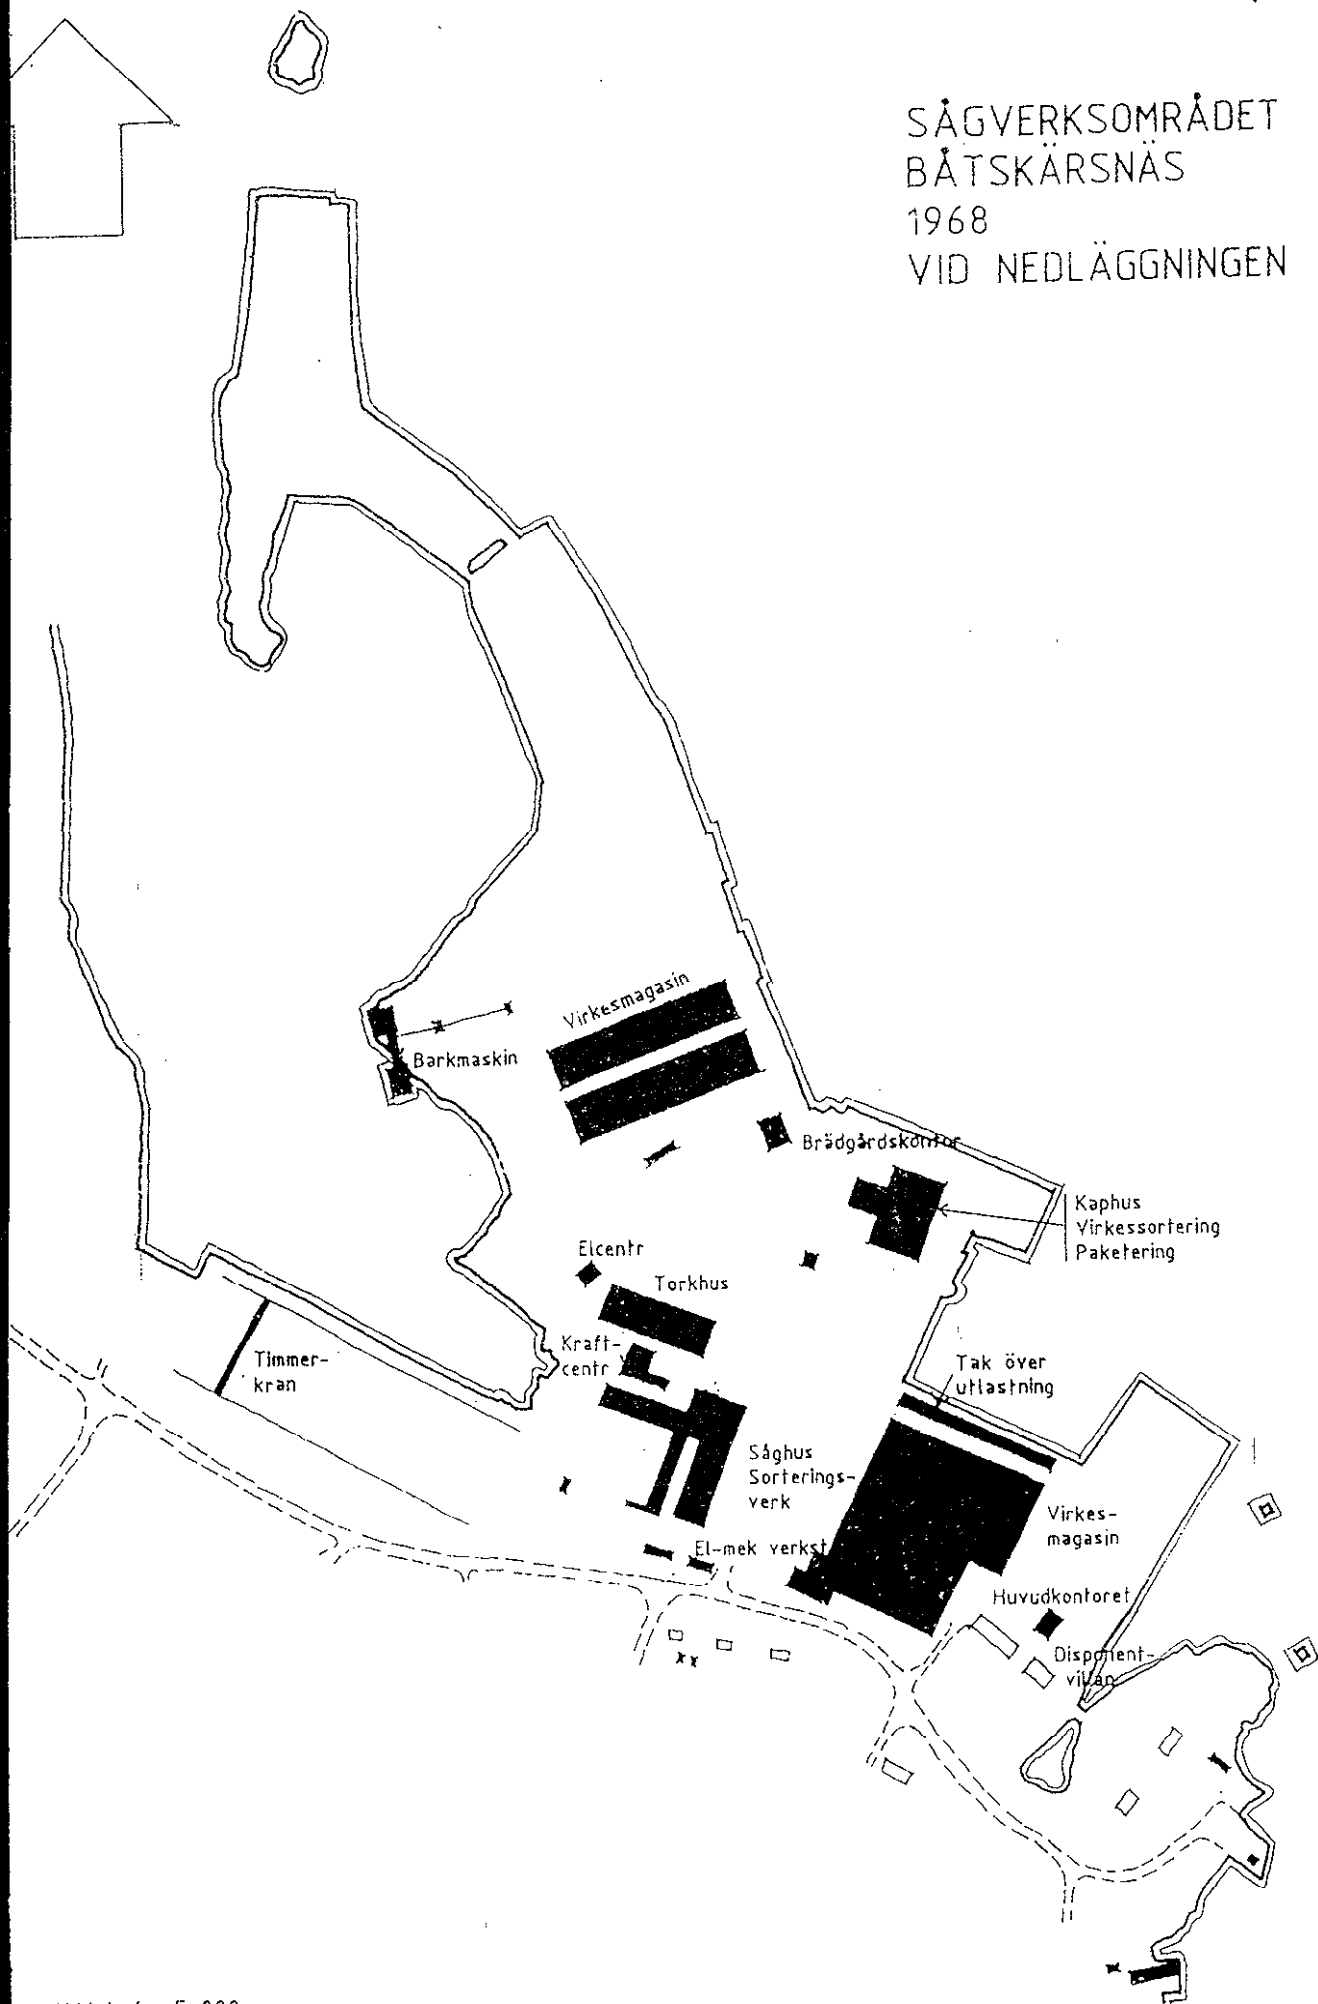 SÅGVERKSOMRÅDET
BÅTSKÄRSNÄS
1968
VID NEDLÄGGNINGEN
Virkesmagasin
Barkmaskin
Brädgårdskontor
Kaphus
Virkessortering
Paketering
Elcentr
Torkhus
Kraft-
centr
Timmer-
kran
Tak över
utlastning
Såghus
Sorterings-
verk
Virkes-
magasin
El-mek verkst
Huvudkontoret
Disponent-
villan